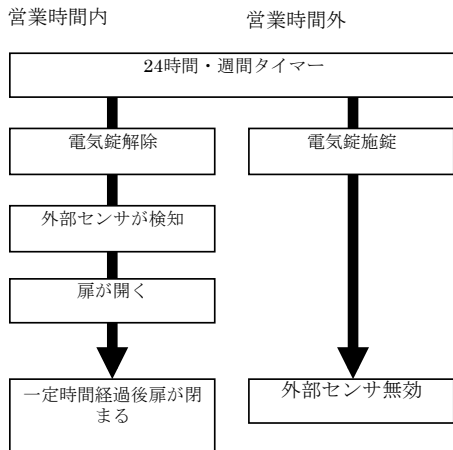 営業時間内
営業時間外
24時間・週間タイマー
電気錠解除
電気錠施錠
外部センサが検知
扉が開く
一定時間経過後扉が閉
まる
外部センサ無効